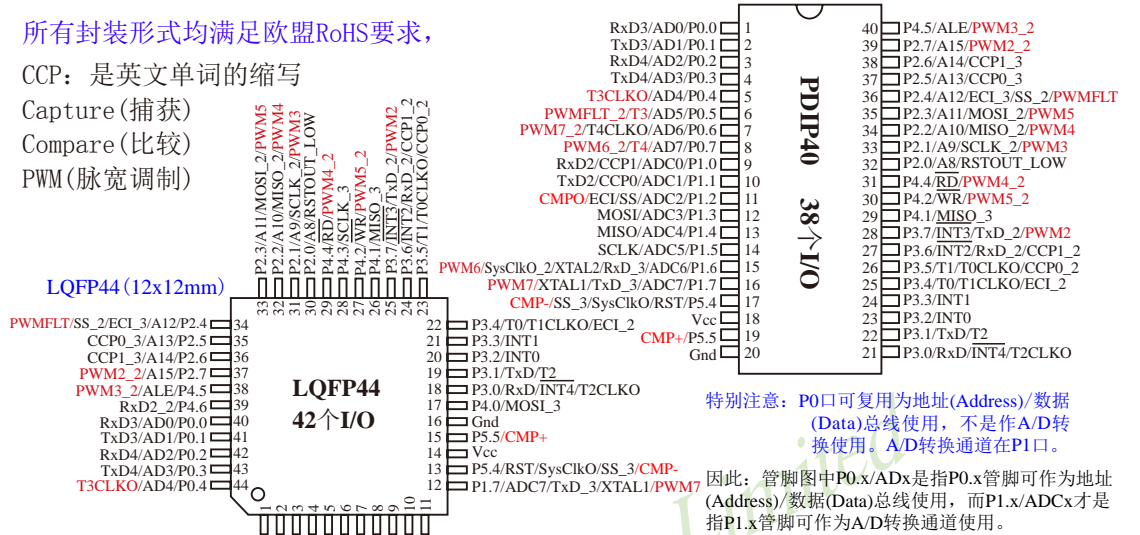 所有封装形式均满足欧盟RoHS要求，
CCP：是英文单词的缩写
Capture(捕获)
Compare(比较)
PWM(脉宽调制)
LQFP44 (12x12mm)
P2.3/A11/MOSI_2/PWM5
P2.2/A10/MISO_2/PWM4
P2.1/A9/SCLK_2/PWM3
P2.0/A8/RSTOUT_LOW
P4.4/RD/PWM4_2
P4.3/SCLK_3
P4.2/WR/PWM5_2
P4.1/MISO_3
P3.7/INT3/TxD_2/PWM2
P3.6/INT2/RxD_2/CCP1_2
P3.5/T1/T0CLKO/CCP0_2
33 32 31 30 29 28 27 26 25 24 23
PWMFLT/SS_2/ECI_3/A12/P2.4 34
CCP0_3/A13/P2.5 35
CCP1_3/A14/P2.6 36
PWM2_2/A15/P2.7 37
PWM3_2/ALE/P4.5 38
RxD2_2/P4.6 39
RxD3/AD0/P0.0 40
TxD3/AD1/P0.1 41
RxD4/AD2/P0.2 42
TxD4/AD3/P0.3 43
T3CLKO/AD4/P0.4 44
LQFP44
42个I/O
22 P3.4/T0/T1CLKO/ECI_2
21 P3.3/INT1
20 P3.2/INT0
19 P3.1/TxD/T2
18 P3.0/RxD/INT4/T2CLKO
17 P4.0/MOSI_3
16 Gnd
15 P5.5/CMP+
14 Vcc
13 P5.4/RST/SysClkO/SS_3/CMP-
12 P1.7/ADC7/TxD_3/XTAL1/PWM7
1 2 3 4 5 6 7 8 9 10 11
RxD3/AD0/P0.0 1
TxD3/AD1/P0.1 2
RxD4/AD2/P0.2 3
TxD4/AD3/P0.3 4
T3CLKO/AD4/P0.4 5
PWMFLT_2/T3/AD5/P0.5 6
PWM7_2/T4CLKO/AD6/P0.6 7
PWM6_2/T4/AD7/P0.7 8
RxD2/CCP1/ADC0/P1.0 9
TxD2/CCP0/ADC1/P1.1 10
CMPO/ECI/SS/ADC2/P1.2 11
MOSI/ADC3/P1.3 12
MISO/ADC4/P1.4 13
SCLK/ADC5/P1.5 14
PWM6/SysClkO_2/XTAL2/RxD_3/ADC6/P1.6 15
PWM7/XTAL1/TxD_3/ADC7/P1.7 16
CMP-/SS_3/SysClkO/RST/P5.4 17
Vcc 18
CMP+/P5.5 19
Gnd 20
PDIP40 38个I/O
40 P4.5/ALE/PWM3_2
39 P2.7/A15/PWM2_2
38 P2.6/A14/CCP1_3
37 P2.5/A13/CCP0_3
36 P2.4/A12/ECI_3/SS_2/PWMFLT
35 P2.3/A11/MOSI_2/PWM5
34 P2.2/A10/MISO_2/PWM4
33 P2.1/A9/SCLK_2/PWM3
32 P2.0/A8/RSTOUT_LOW
31 P4.4/RD/PWM4_2
30 P4.2/WR/PWM5_2
29 P4.1/MISO_3
28 P3.7/INT3/TxD_2/PWM2
27 P3.6/INT2/RxD_2/CCP1_2
26 P3.5/T1/T0CLKO/CCP0_2
25 P3.4/T0/T1CLKO/ECI_2
24 P3.3/INT1
23 P3.2/INT0
22 P3.1/TxD/T2
21 P3.0/RxD/INT4/T2CLKO
特别注意：P0口可复用为地址(Address)/数据
(Data)总线使用，不是作A/D转
换使用。A/D转换通道在P1口。
因此：管脚图中P0.x/ADx是指P0.x管脚可作为地址
(Address)/数据(Data)总线使用，而P1.x/ADCx才是
指P1.x管脚可作为A/D转换通道使用。
Limited